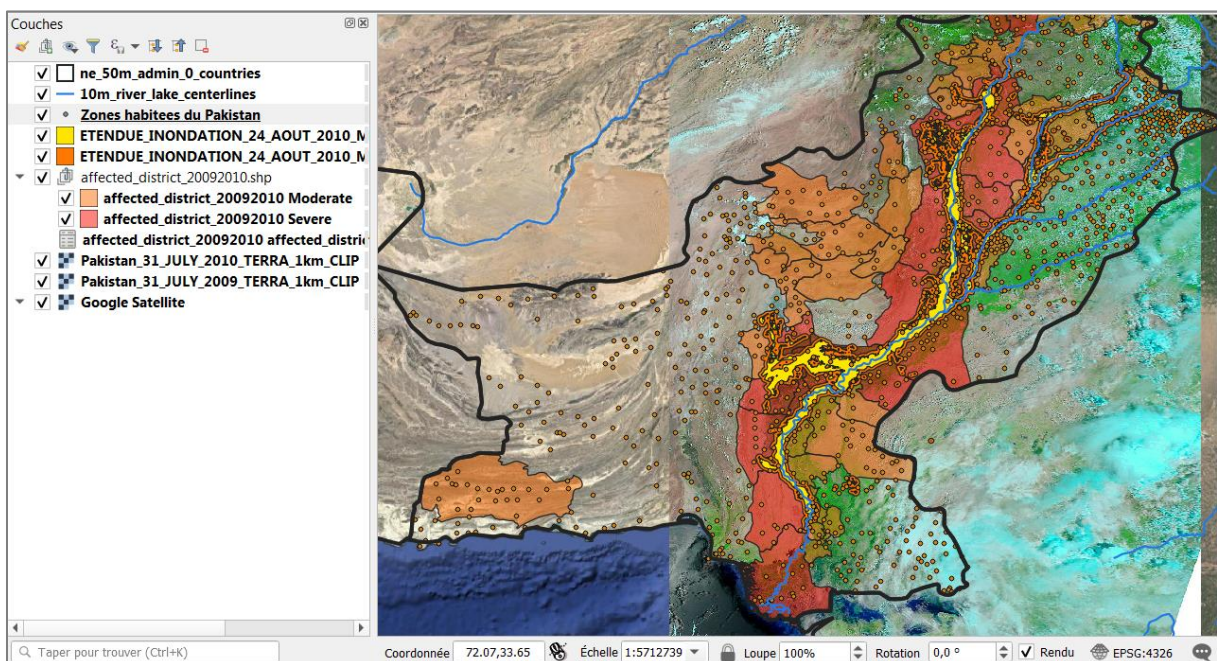 Couches
ne_50m_admin_0_countries
10m_river_lake_centerlines
Zones habitees du Pakistan
ETENDUE_INONDATION_24_AOUT_2010_M
ETENDUE_INONDATION_24_AOUT_2010_M
affected_district_20092010.shp
affected_district_20092010 Moderate
affected_district_20092010 Severe
affected_district_20092010 affected_distric
Pakistan_31_JULY_2010_TERRA_1km_CLIP
Pakistan_31_JULY_2009_TERRA_1km_CLIP
Google Satellite
Taper pour trouver (Ctrl+K) Coordonnée 72.07,33.65 Échelle 1:5712739 Loupe 100% Rotation 0,0 ° Rendu EPSG:4326